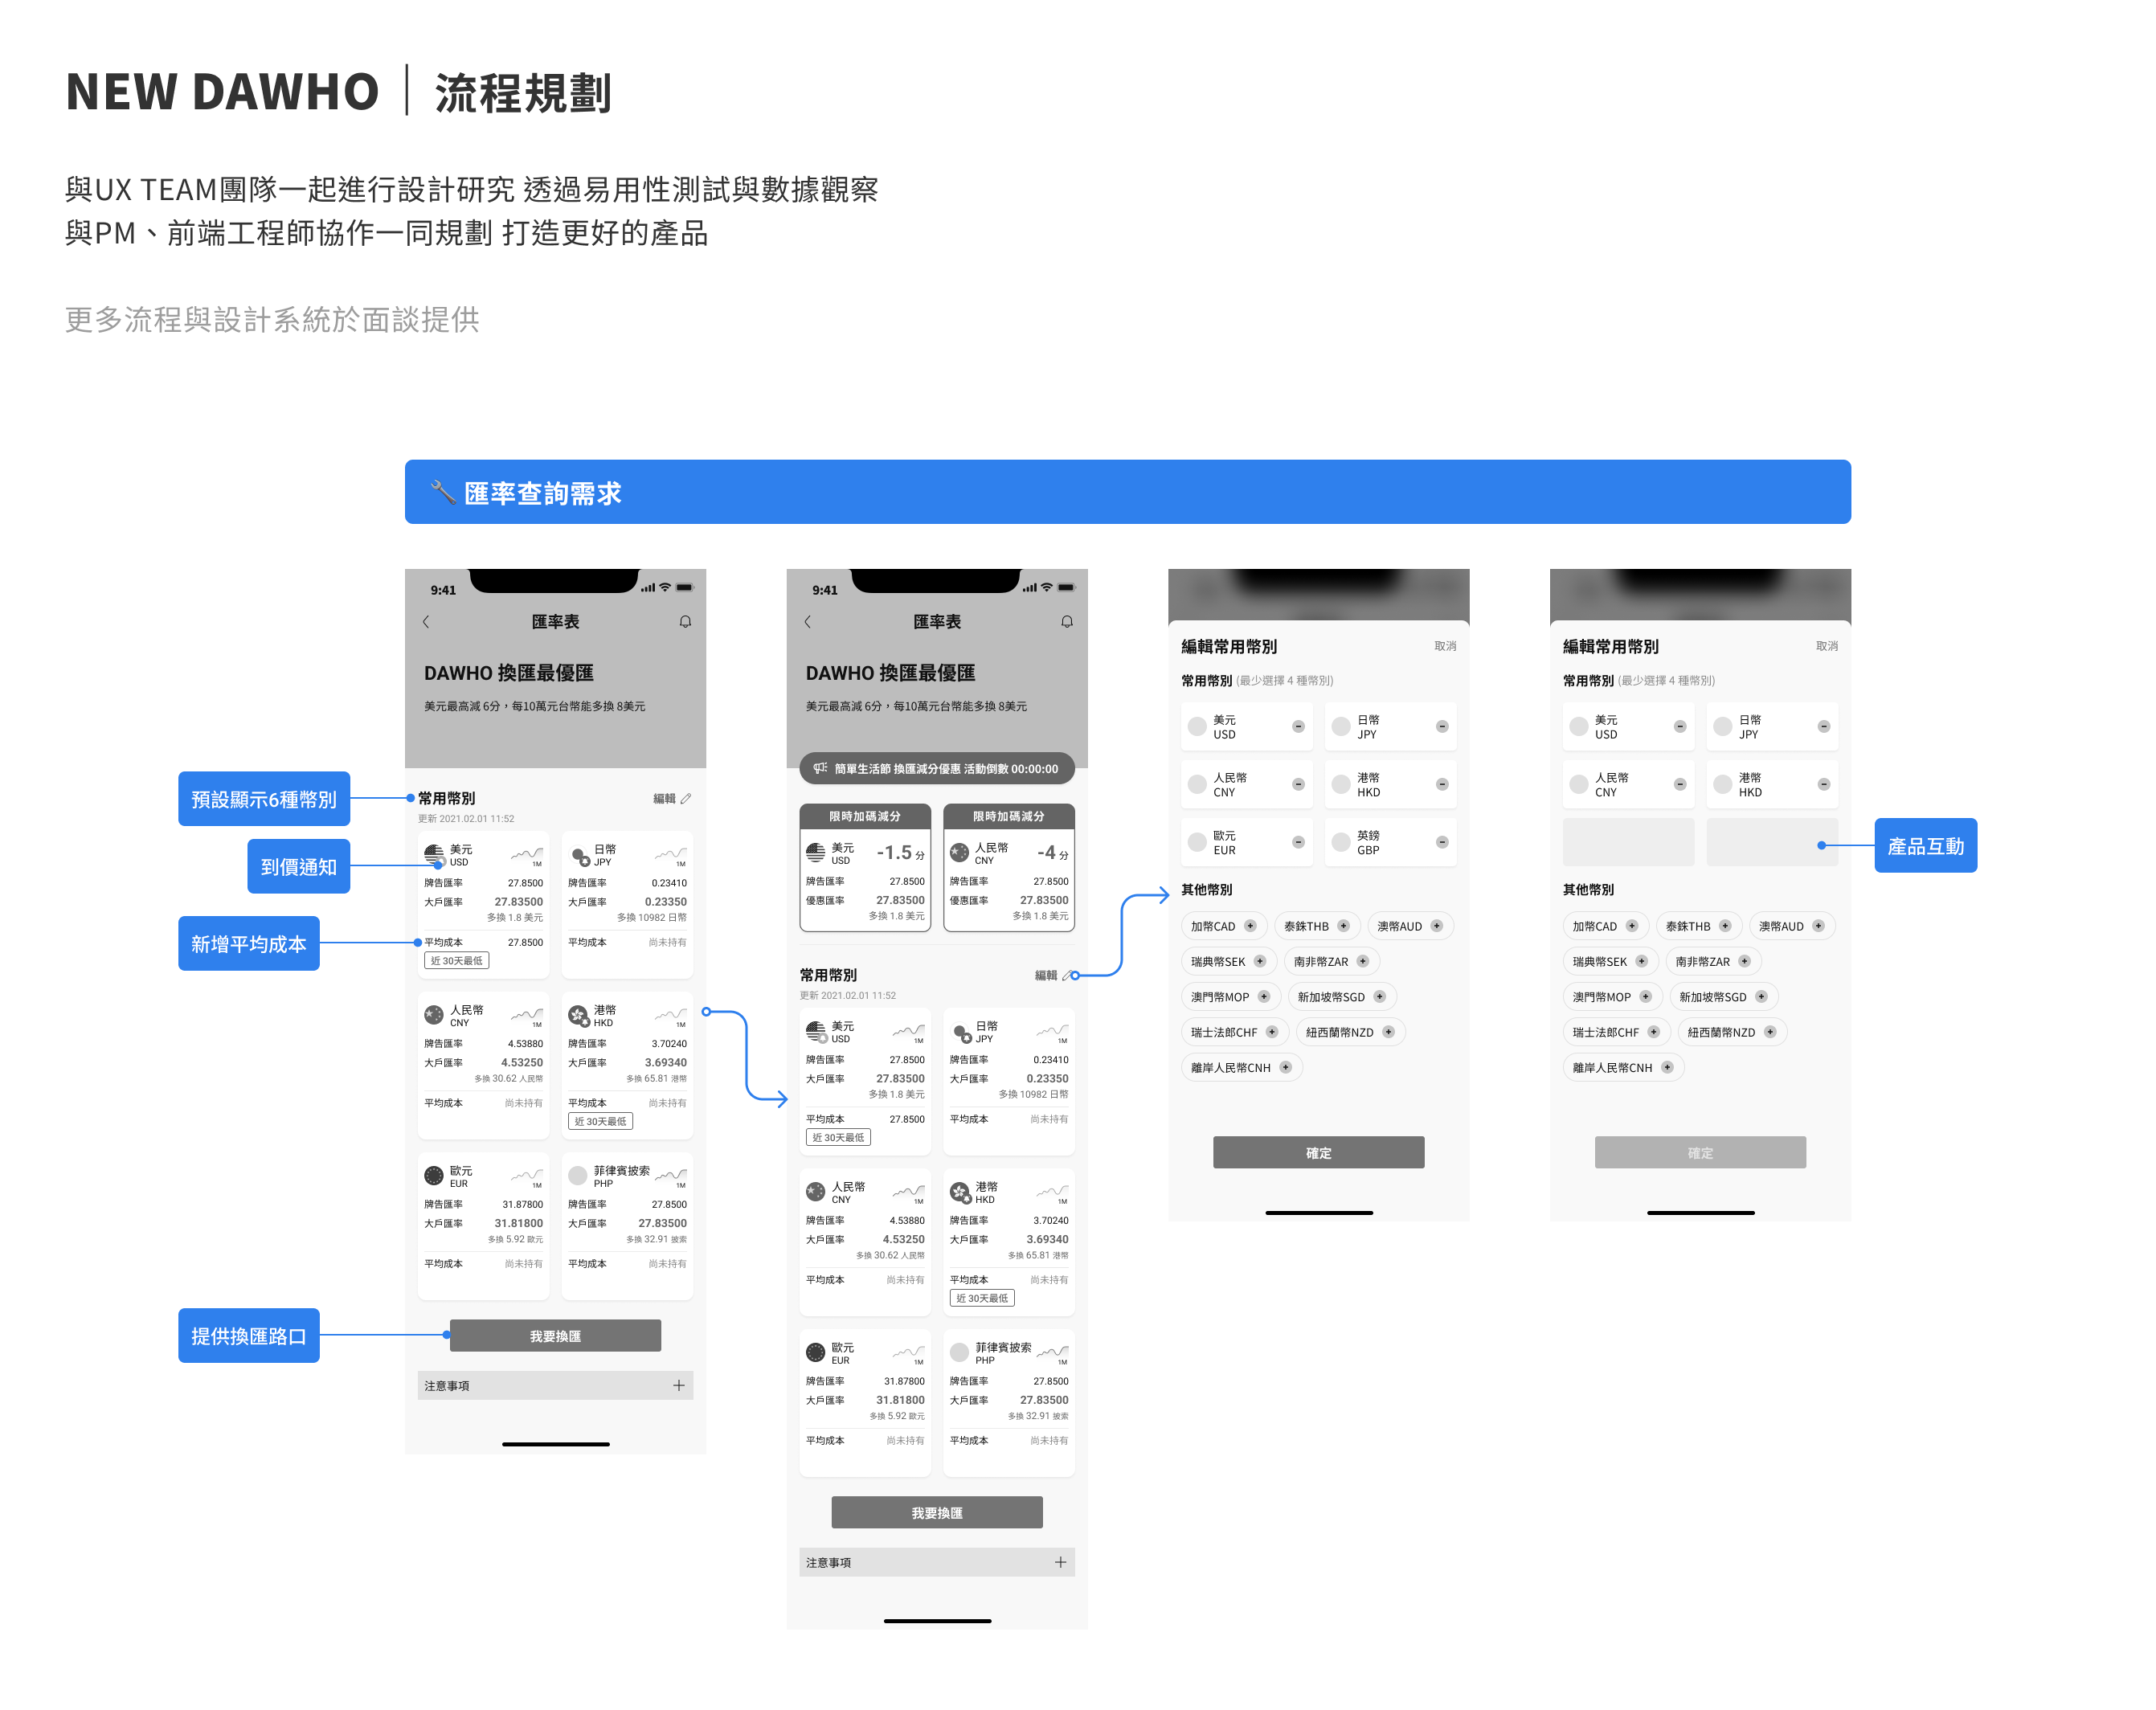 NEW DAWHO｜流程規劃
與UX TEAM團隊一起進行設計研究 透過易用性測試與數據觀察
與PM、前端工程師協作一同規劃 打造更好的產品
更多流程與設計系統於面談提供
匯率查詢需求
預設顯示6種幣別
到價通知
新增平均成本
提供換匯路口
9:41
匯率表
DAWHO 換匯最優匯
美元最高減 6分，每10萬元台幣能多換 8美元
常用幣別 編輯
更新 2021.02.01 11:52
美元 USD 1M
牌告匯率 27.8500
大戶匯率 27.83500
多換 1.8 美元
平均成本 27.8500
近 30天最低
日幣 JPY 1M
牌告匯率 0.23410
大戶匯率 0.23350
多換 10982 日幣
平均成本 尚未持有
人民幣 CNY 1M
牌告匯率 4.53880
大戶匯率 4.53250
多換 30.62 人民幣
平均成本 尚未持有
港幣 HKD 1M
牌告匯率 3.70240
大戶匯率 3.69340
多換 65.81 港幣
平均成本 尚未持有
近 30天最低
歐元 EUR 1M
牌告匯率 31.87800
大戶匯率 31.81800
多換 5.92 歐元
平均成本 尚未持有
菲律賓披索 PHP 1M
牌告匯率 27.8500
大戶匯率 27.83500
多換 32.91 披索
平均成本 尚未持有
我要換匯
注意事項
9:41
匯率表
DAWHO 換匯最優匯
美元最高減 6分，每10萬元台幣能多換 8美元
簡單生活節 換匯減分優惠 活動倒數 00:00:00
限時加碼減分
美元 USD -1.5 分
牌告匯率 27.8500
優惠匯率 27.83500
多換 1.8 美元
限時加碼減分
人民幣 CNY -4 分
牌告匯率 27.8500
優惠匯率 27.83500
多換 1.8 美元
常用幣別 編輯
更新 2021.02.01 11:52
美元 USD 1M
牌告匯率 27.8500
大戶匯率 27.83500
多換 1.8 美元
平均成本 27.8500
近 30天最低
日幣 JPY 1M
牌告匯率 0.23410
大戶匯率 0.23350
多換 10982 日幣
平均成本 尚未持有
人民幣 CNY 1M
牌告匯率 4.53880
大戶匯率 4.53250
多換 30.62 人民幣
平均成本 尚未持有
港幣 HKD 1M
牌告匯率 3.70240
大戶匯率 3.69340
多換 65.81 港幣
平均成本 尚未持有
近 30天最低
歐元 EUR 1M
牌告匯率 31.87800
大戶匯率 31.81800
多換 5.92 歐元
平均成本 尚未持有
菲律賓披索 PHP 1M
牌告匯率 27.8500
大戶匯率 27.83500
多換 32.91 披索
平均成本 尚未持有
我要換匯
注意事項
編輯常用幣別 取消
常用幣別 (最少選擇 4 種幣別)
美元 USD
日幣 JPY
人民幣 CNY
港幣 HKD
歐元 EUR
英鎊 GBP
其他幣別
加幣CAD 泰銖THB 澳幣AUD
瑞典幣SEK 南非幣ZAR
澳門幣MOP 新加坡幣SGD
瑞士法郎CHF 紐西蘭幣NZD
離岸人民幣CNH
確定
編輯常用幣別 取消
常用幣別 (最少選擇 4 種幣別)
美元 USD
日幣 JPY
人民幣 CNY
港幣 HKD
其他幣別
加幣CAD 泰銖THB 澳幣AUD
瑞典幣SEK 南非幣ZAR
澳門幣MOP 新加坡幣SGD
瑞士法郎CHF 紐西蘭幣NZD
離岸人民幣CNH
確定
產品互動